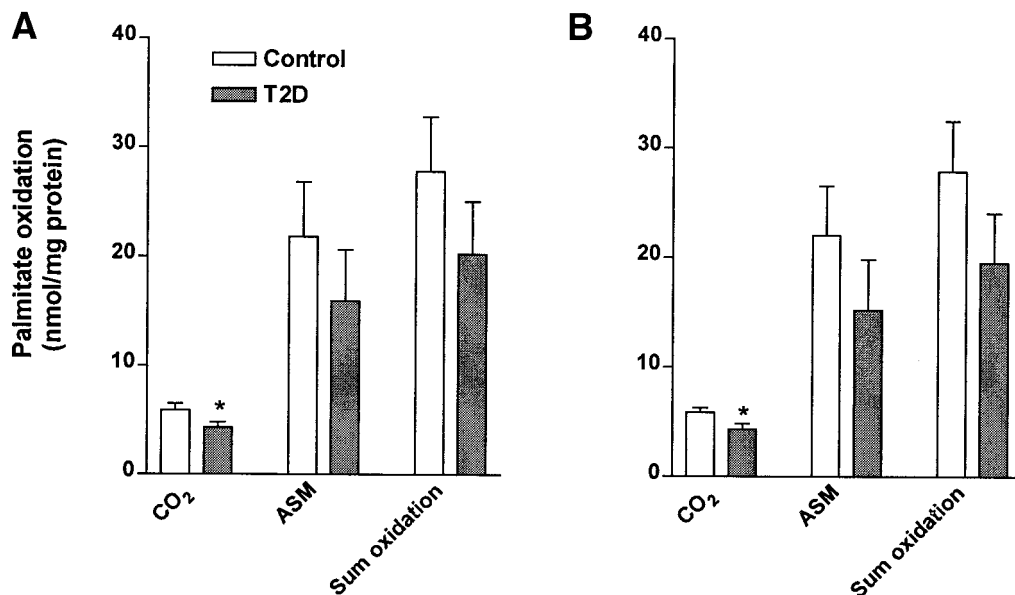 A
Palmitate oxidation
(nmol/mg protein)
40
30
20
10
0
Control
T2D
*
CO₂
ASM
Sum oxidation
B
40
30
20
10
0
*
CO₂
ASM
Sum oxidation